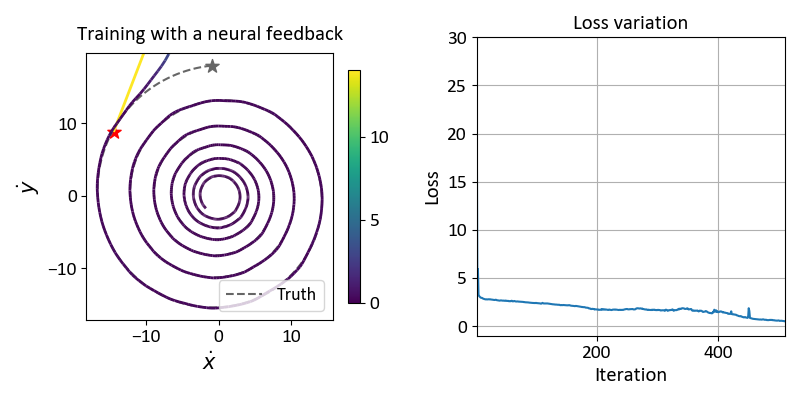 Training with a neural feedback
10
0
−10
ẏ
−10
0
10
ẋ
Truth
10
5
0
Loss variation
30
25
20
15
10
5
0
Loss
200
400
Iteration